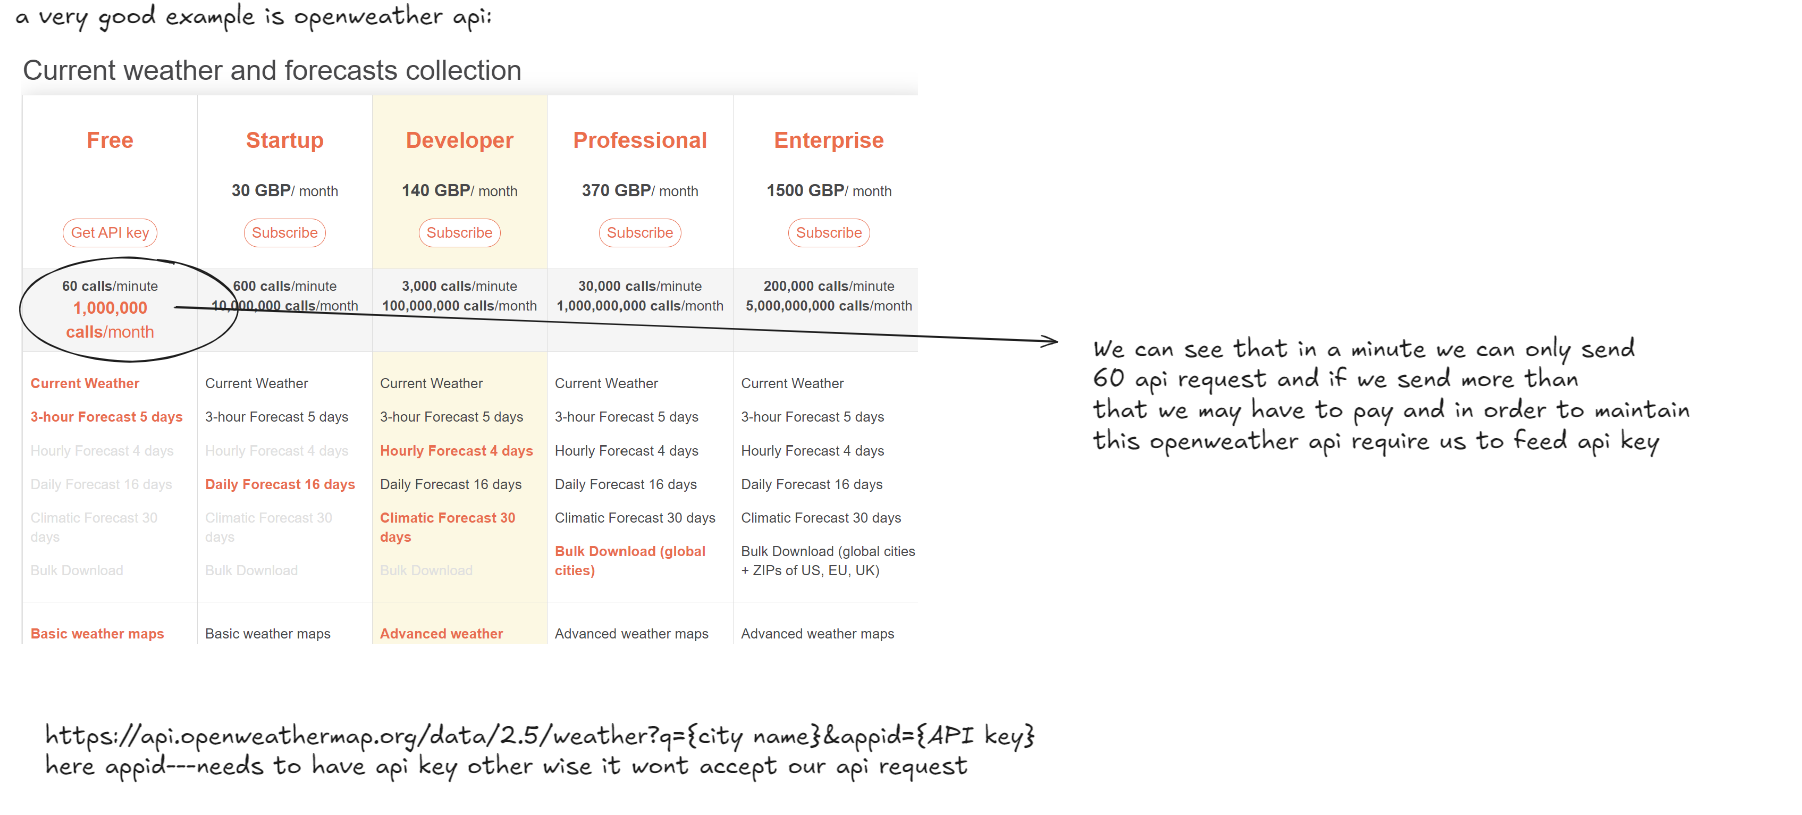 a very good example is openweather api:
Current weather and forecasts collection
Free
Startup
Developer
Professional
Enterprise
30 GBP/ month
140 GBP/ month
370 GBP/ month
1500 GBP/ month
Get API key
Subscribe
Subscribe
Subscribe
Subscribe
60 calls/minute
1,000,000
calls/month
600 calls/minute
10,000,000 calls/month
3,000 calls/minute
100,000,000 calls/month
30,000 calls/minute
1,000,000,000 calls/month
200,000 calls/minute
5,000,000,000 calls/month
We can see that in a minute we can only send
60 api request and if we send more than
that we may have to pay and in order to maintain
this openweather api require us to feed api key
Current Weather
3-hour Forecast 5 days
Hourly Forecast 4 days
Daily Forecast 16 days
Climatic Forecast 30
days
Bulk Download
Basic weather maps
Current Weather
3-hour Forecast 5 days
Hourly Forecast 4 days
Daily Forecast 16 days
Climatic Forecast 30
days
Bulk Download
Basic weather maps
Current Weather
3-hour Forecast 5 days
Hourly Forecast 4 days
Daily Forecast 16 days
Climatic Forecast 30
days
Bulk Download
Advanced weather
Current Weather
3-hour Forecast 5 days
Hourly Forecast 4 days
Daily Forecast 16 days
Climatic Forecast 30 days
Bulk Download (global
cities)
Advanced weather maps
Current Weather
3-hour Forecast 5 days
Hourly Forecast 4 days
Daily Forecast 16 days
Climatic Forecast 30 days
Bulk Download (global cities
+ ZIPs of US, EU, UK)
Advanced weather maps
https://api.openweathermap.org/data/2.5/weather?q={city name}&appid={API key}
here appid---needs to have api key other wise it wont accept our api request